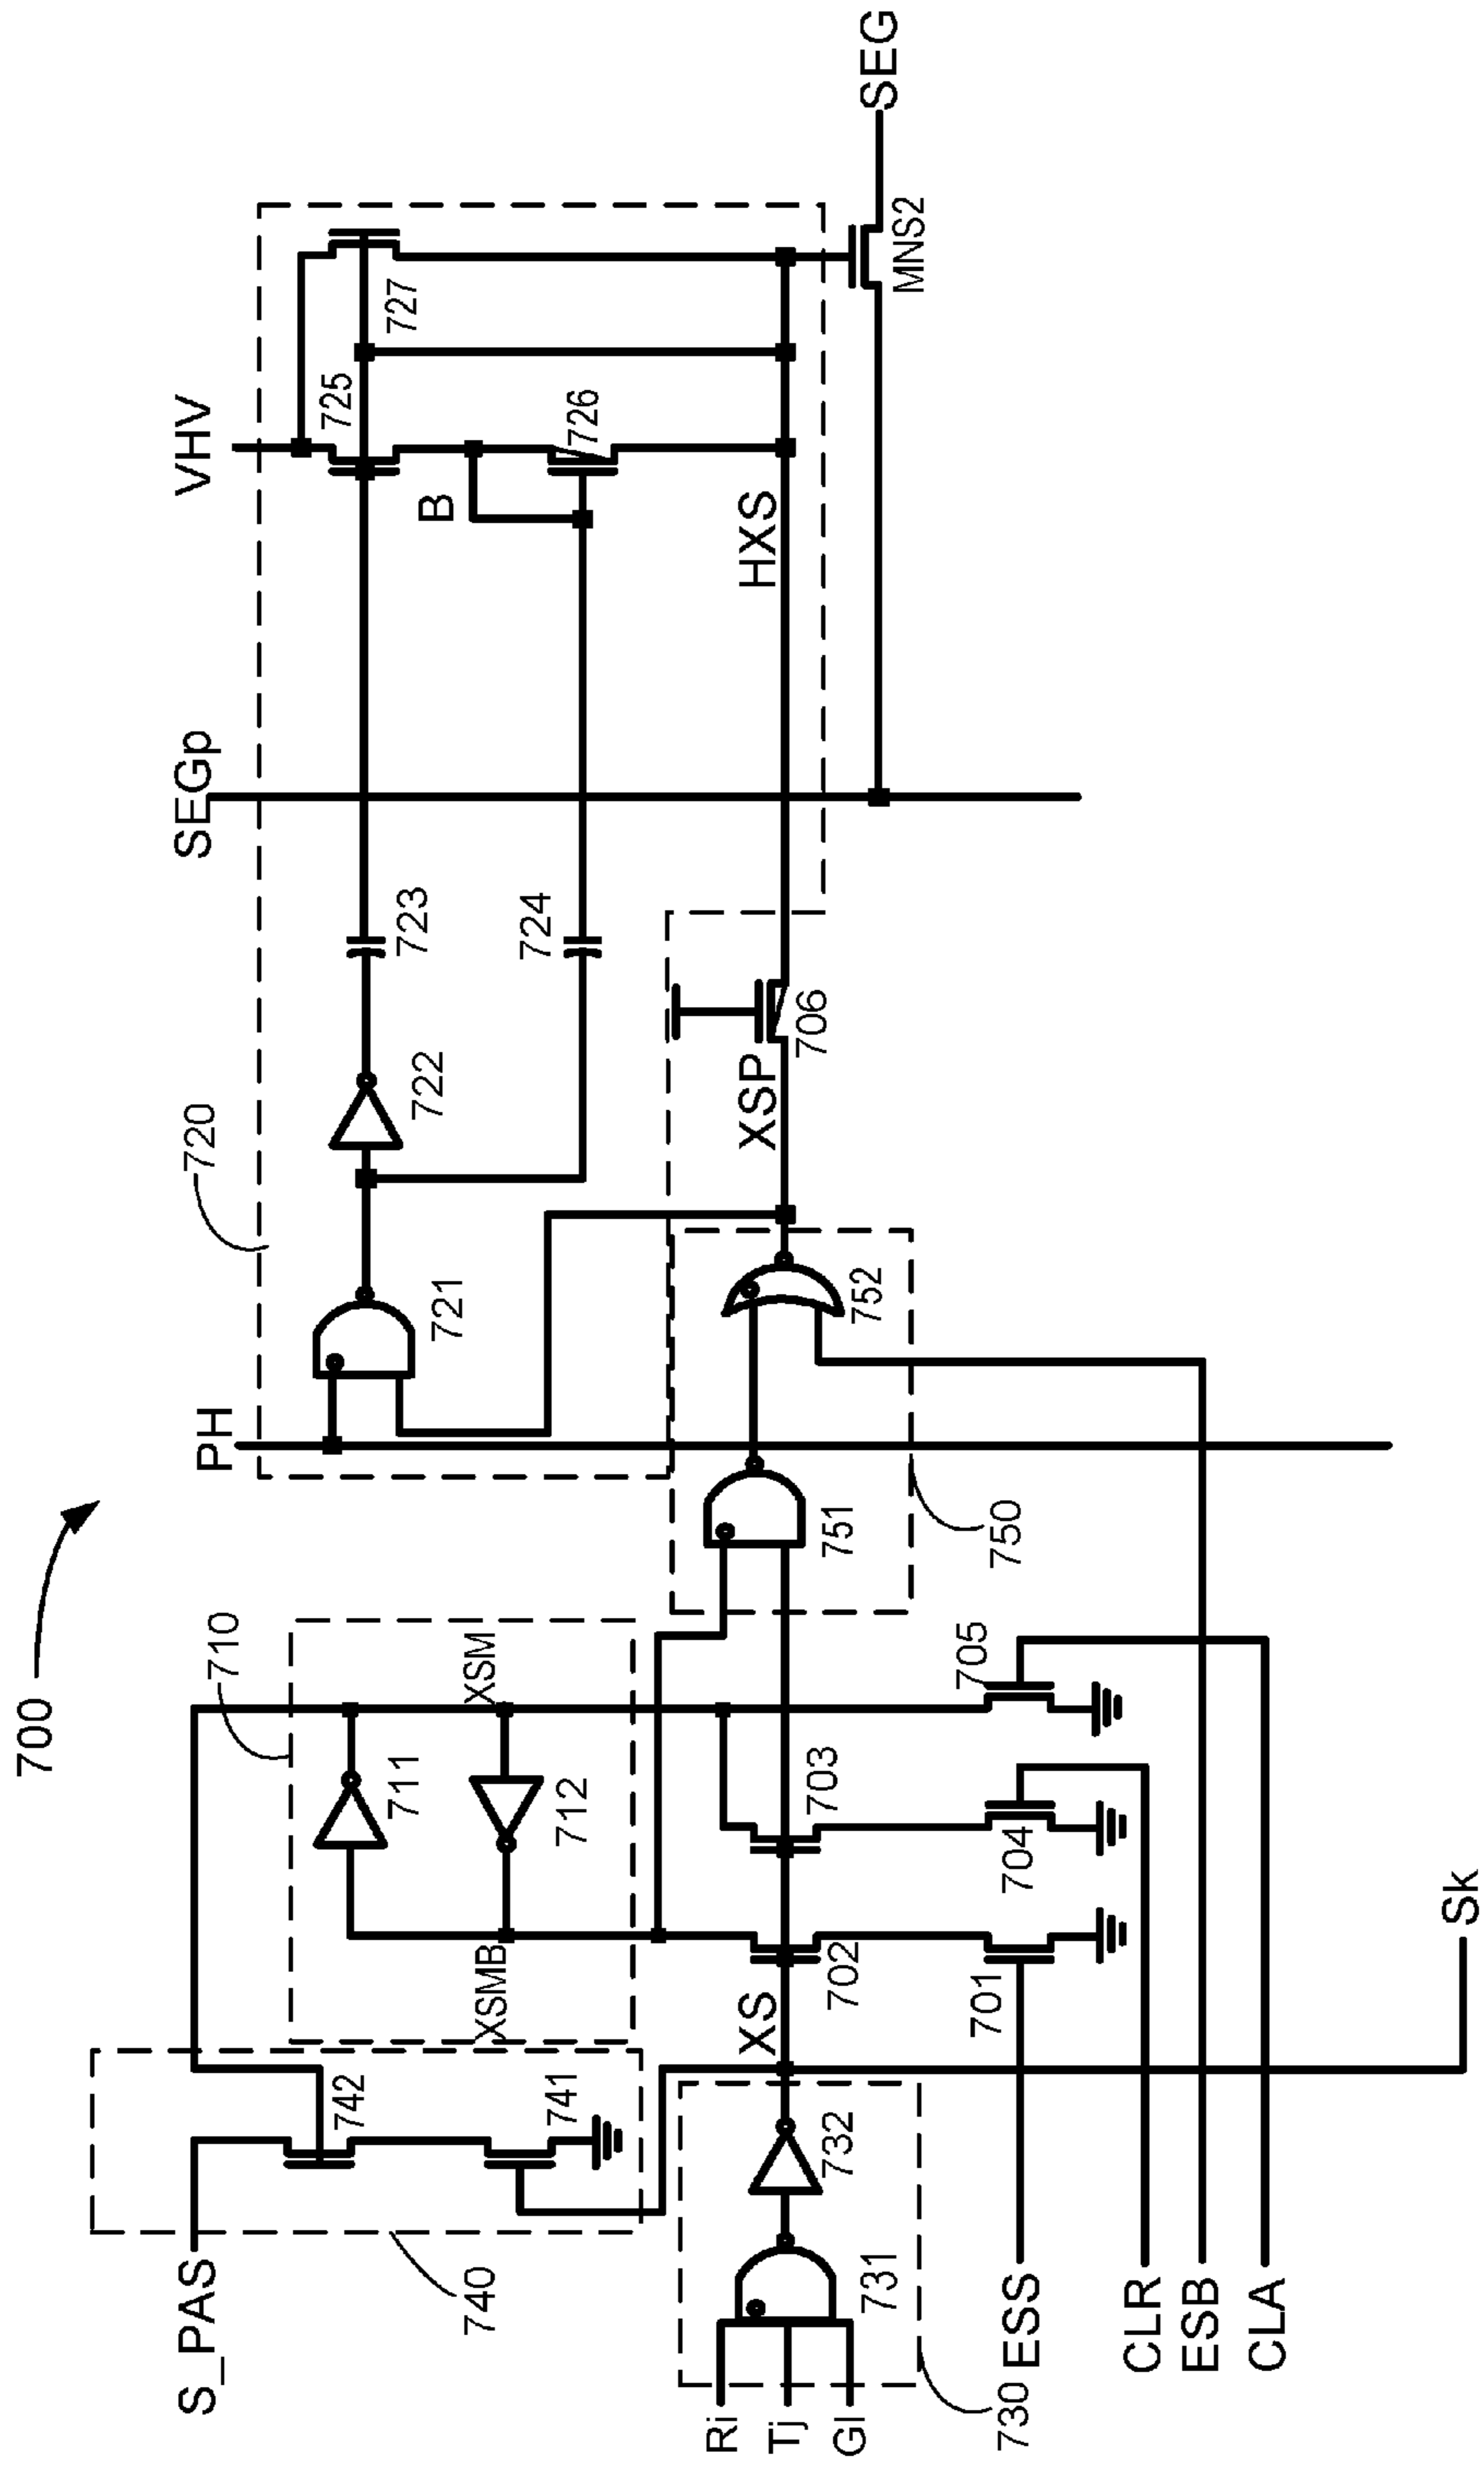 700
S_PAS
740
742
741
710
711
XSM
712
XSMB
XS
702
703
701
704
705
Ri
Tj
Gl
731
732
730
ESS
CLR
ESB
CLA
Sk
720
PH
721
722
723
724
751
752
750
XSP
706
SEGp
VHV
725
727
B
726
HXS
MNS2
SEG